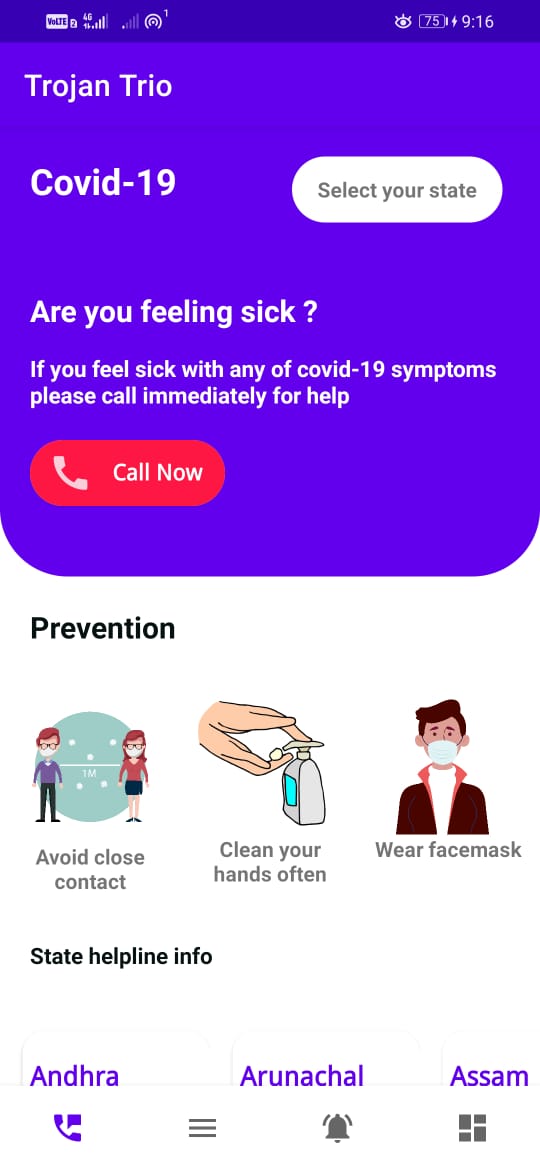 VoLTE 2 4G 1 75 9:16
Trojan Trio
Covid-19
Select your state
Are you feeling sick ?
If you feel sick with any of covid-19 symptoms
please call immediately for help
Call Now
Prevention
1M
Avoid close
contact
Clean your
hands often
Wear facemask
State helpline info
Andhra
Arunachal
Assam